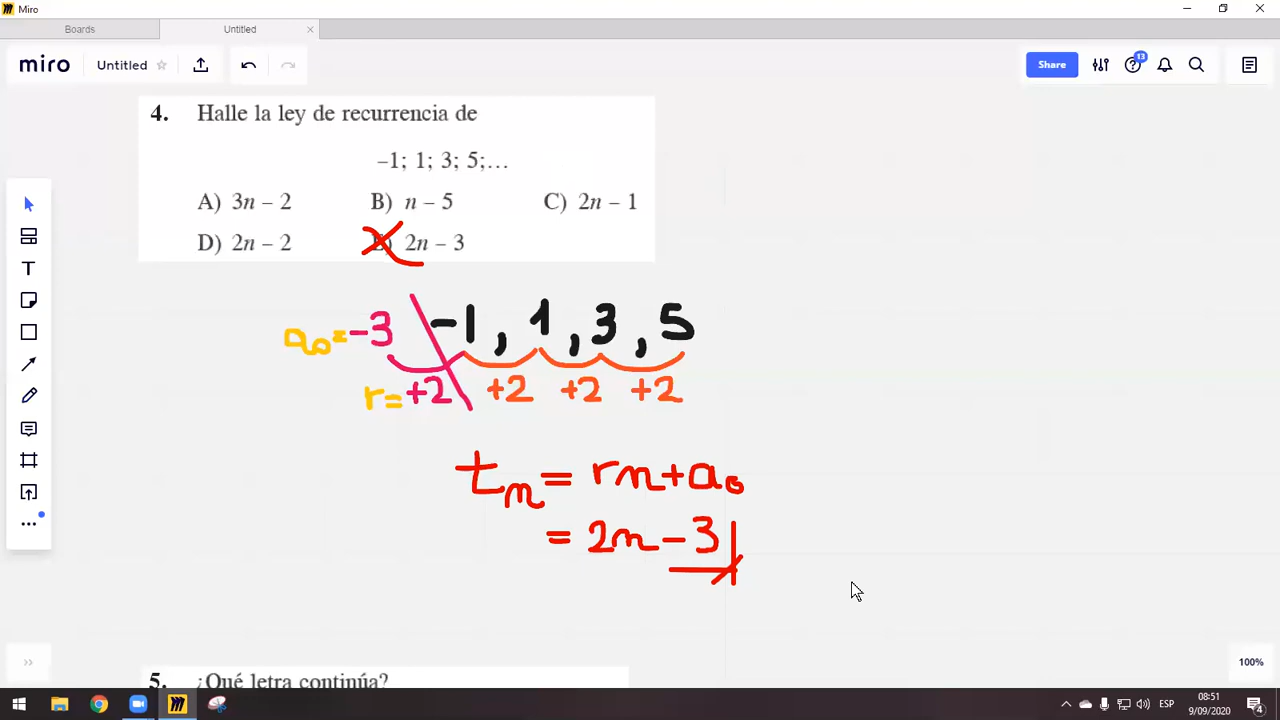 Miro
Boards
Untitled
miro
Untitled
13
Share
4. Halle la ley de recurrencia de
–1; 1; 3; 5;...
A) 3n – 2 B) n – 5 C) 2n – 1
D) 2n – 2 E) 2n – 3
a₀=-3 -1, 1, 3, 5
r= +2 +2 +2 +2
tₙ = rn+a₀
= 2n-3
100%
5. ¿Qué letra continúa?
ESP
08:51
9/09/2020
4